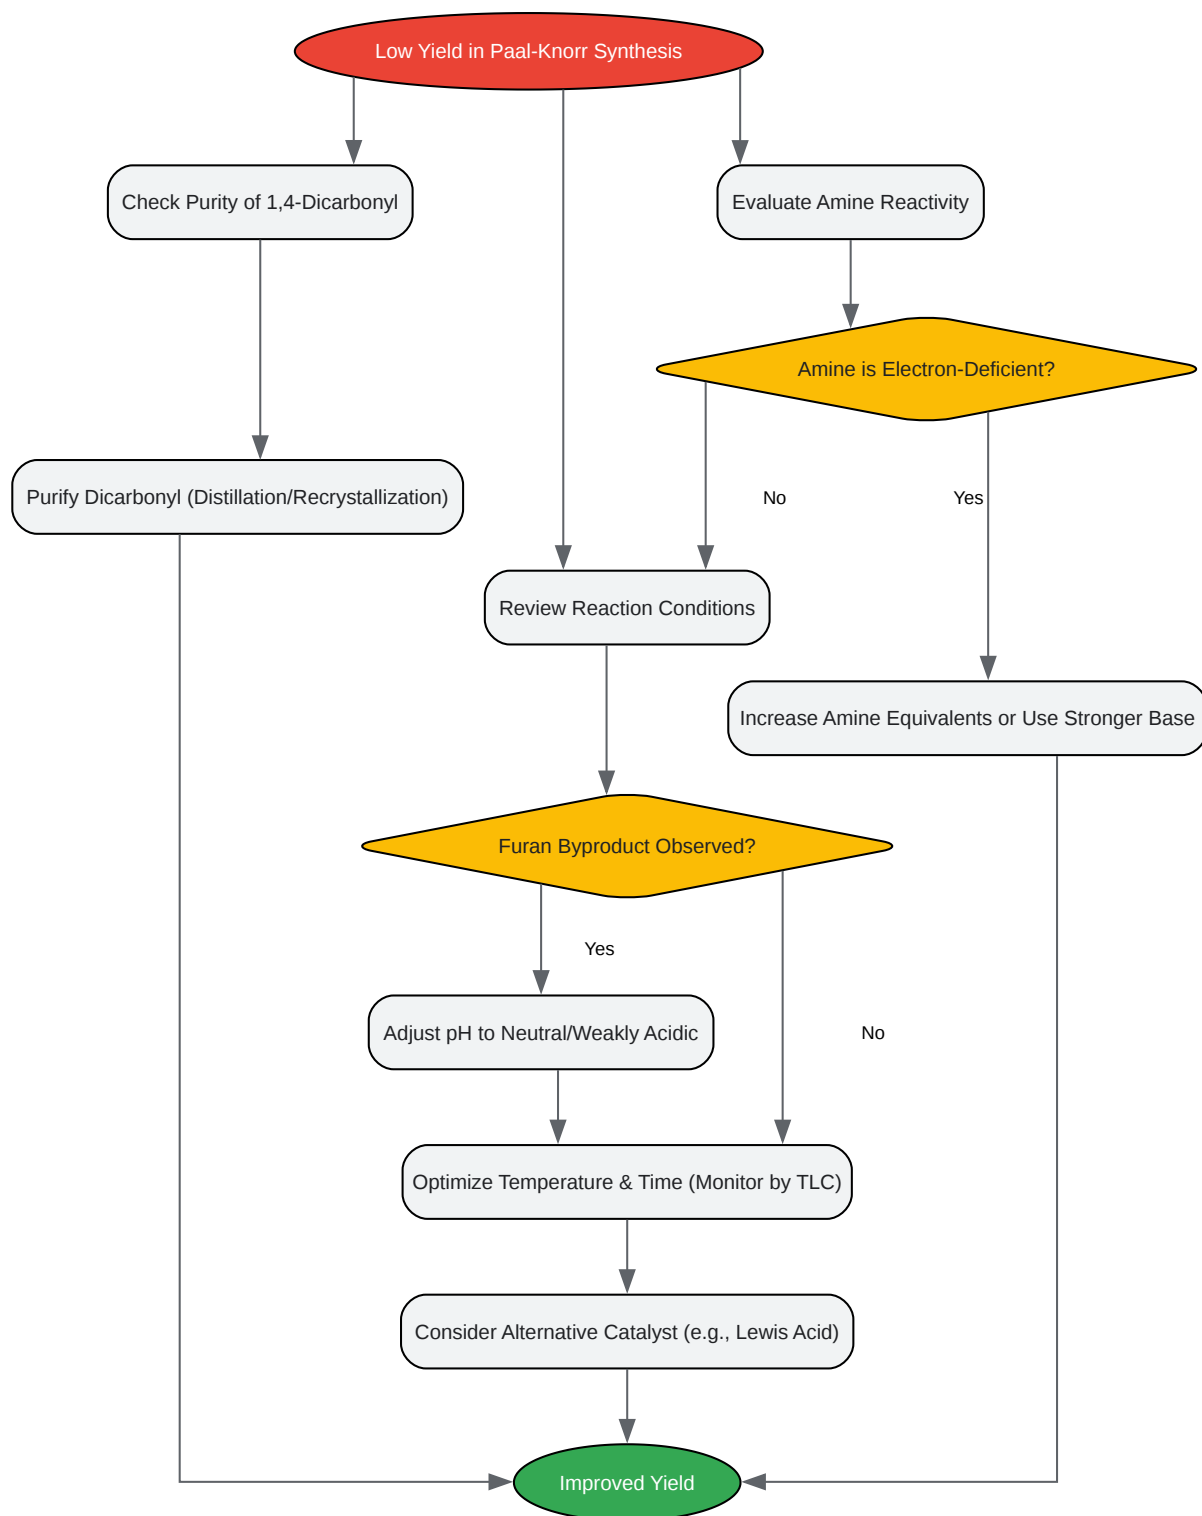 Low Yield in Paal-Knorr Synthesis
Check Purity of 1,4-Dicarbonyl
Evaluate Amine Reactivity
Amine is Electron-Deficient?
Purify Dicarbonyl (Distillation/Recrystallization)
No
Yes
Review Reaction Conditions
Increase Amine Equivalents or Use Stronger Base
Furan Byproduct Observed?
Yes
Adjust pH to Neutral/Weakly Acidic
No
Optimize Temperature & Time (Monitor by TLC)
Consider Alternative Catalyst (e.g., Lewis Acid)
Improved Yield